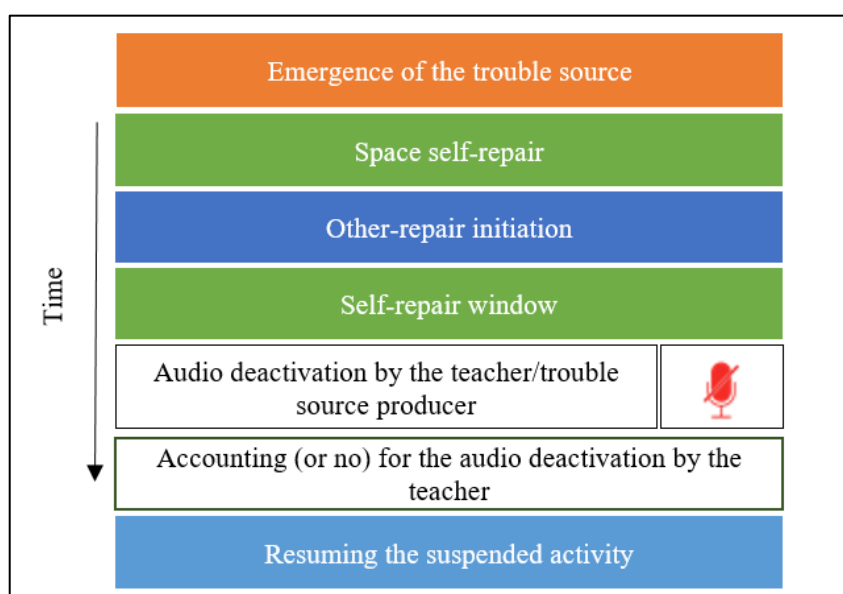 Emergence of the trouble source
Space self-repair
Other-repair initiation
Self-repair window
Time
Audio deactivation by the teacher/trouble
source producer
Accounting (or no) for the audio deactivation by the
teacher
Resuming the suspended activity